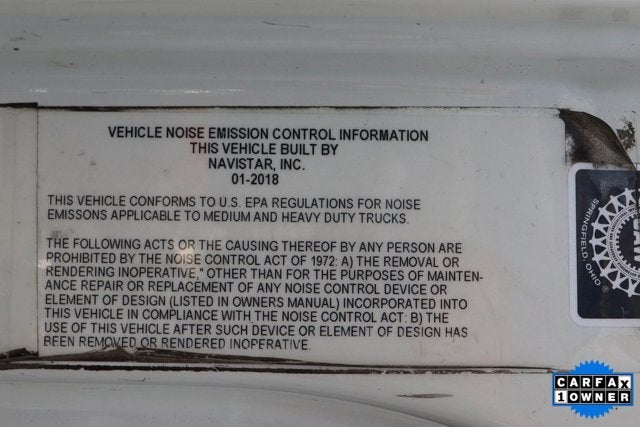 VEHICLE NOISE EMISSION CONTROL INFORMATION
THIS VEHICLE BUILT BY
NAVISTAR, INC.
01-2018
THIS VEHICLE CONFORMS TO U.S. EPA REGULATIONS FOR NOISE
EMISSONS APPLICABLE TO MEDIUM AND HEAVY DUTY TRUCKS.
THE FOLLOWING ACTS OR THE CAUSING THEREOF BY ANY PERSON ARE
PROHIBITED BY THE NOISE CONTROL ACT OF 1972: A) THE REMOVAL OR
RENDERING INOPERATIVE," OTHER THAN FOR THE PURPOSES OF MAINTEN-
ANCE REPAIR OR REPLACEMENT OF ANY NOISE CONTROL DEVICE OR
ELEMENT OF DESIGN (LISTED IN OWNERS MANUAL) INCORPORATED INTO
THIS VEHICLE IN COMPLIANCE WITH THE NOISE CONTROL ACT: B) THE
USE OF THIS VEHICLE AFTER SUCH DEVICE OR ELEMENT OF DESIGN HAS
BEEN REMOVED OR RENDERED INOPERATIVE.
SPRINGFIELD, OHIO
CARFAX
1 OWNER